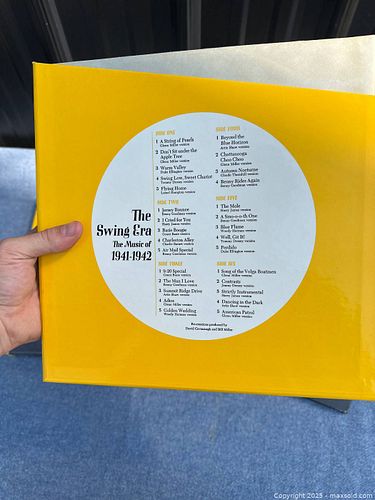 The
Swing Era
The Music of
1941-1942
SIDE ONE
1 A String of Pearls
Glenn Miller version
2 Don't Sit under the
Apple Tree
Glenn Miller version
3 Warm Valley
Duke Ellington version
4 Swing Low, Sweet Chariot
Tommy Dorsey version
5 Flying Home
Lionel Hampton version
SIDE TWO
1 Jersey Bounce
Benny Goodman version
2 I Cried for You
Harry James version
3 Basie Boogie
Count Basie version
4 Charleston Alley
Charlie Barnet version
5 Air Mail Special
Benny Goodman version
SIDE THREE
1 9:20 Special
Count Basie version
2 The Man I Love
Benny Goodman version
3 Summit Ridge Drive
Artie Shaw version
4 Adios
Glenn Miller version
5 Golden Wedding
Woody Herman version
SIDE FOUR
1 Beyond the
Blue Horizon
Artie Shaw version
2 Chattanooga
Choo Choo
Glenn Miller version
3 Autumn Nocturne
Claude Thornhill version
4 Benny Rides Again
Benny Goodman version
SIDE FIVE
1 The Mole
Harry James version
2 A Smo-o-o-oth One
Benny Goodman version
3 Blue Flame
Woody Herman version
4 Well, Git It!
Tommy Dorsey version
5 Perdido
Duke Ellington version
SIDE SIX
1 Song of the Volga Boatmen
Glenn Miller version
2 Contrasts
Jimmy Dorsey version
3 Strictly Instrumental
Harry James version
4 Dancing in the Dark
Artie Shaw version
5 American Patrol
Glenn Miller version
Re-creations produced by
David Cavanaugh and Bill Miller
Copyright 2025 - maxsold.com